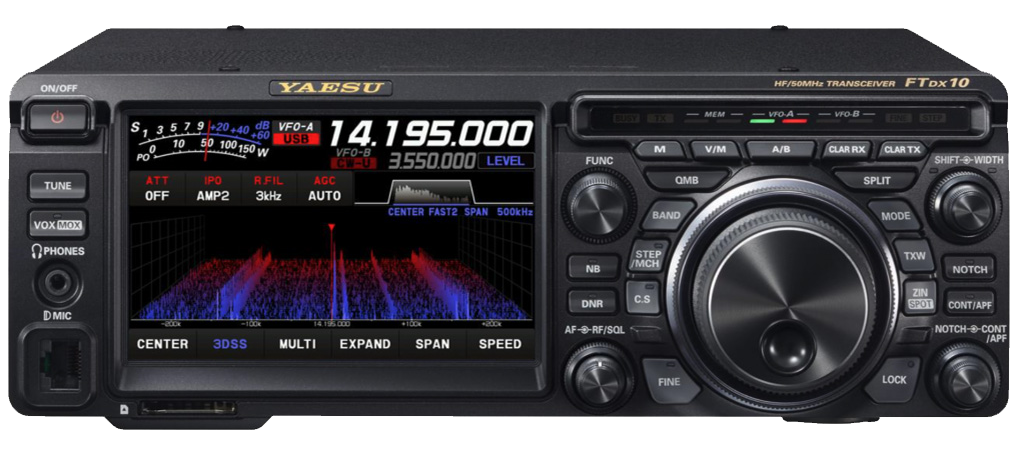 ON/OFF
YAESU
HF/50MHz TRANSCEIVER FTDX10
S 1 3 5 7 9 +20 +40 +60 dB
PO 0 10 50 100 150 W
VFO-A
USB
14.195.000
VFO-B
CW-U
3.550.000
LEVEL
ATT IPO R.FIL AGC
OFF AMP2 3kHz AUTO
CENTER FAST2 SPAN 500kHz
-200k -100k 14.195.000 +100k +200k
CENTER 3DSS MULTI EXPAND SPAN SPEED
TUNE
VOX MOX
PHONES
MIC
BUSY TX MEM VFO-A VFO-B FINE STEP
M V/M A/B CLAR RX CLAR TX
FUNC
SHIFT WIDTH
QMB SPLIT
BAND MODE
STEP
/MCH
TXW
NB
NOTCH
DNR
C.S
ZIN
SPOT
CONT/APF
AF RF/SQL
NOTCH CONT
/APF
FINE
LOCK